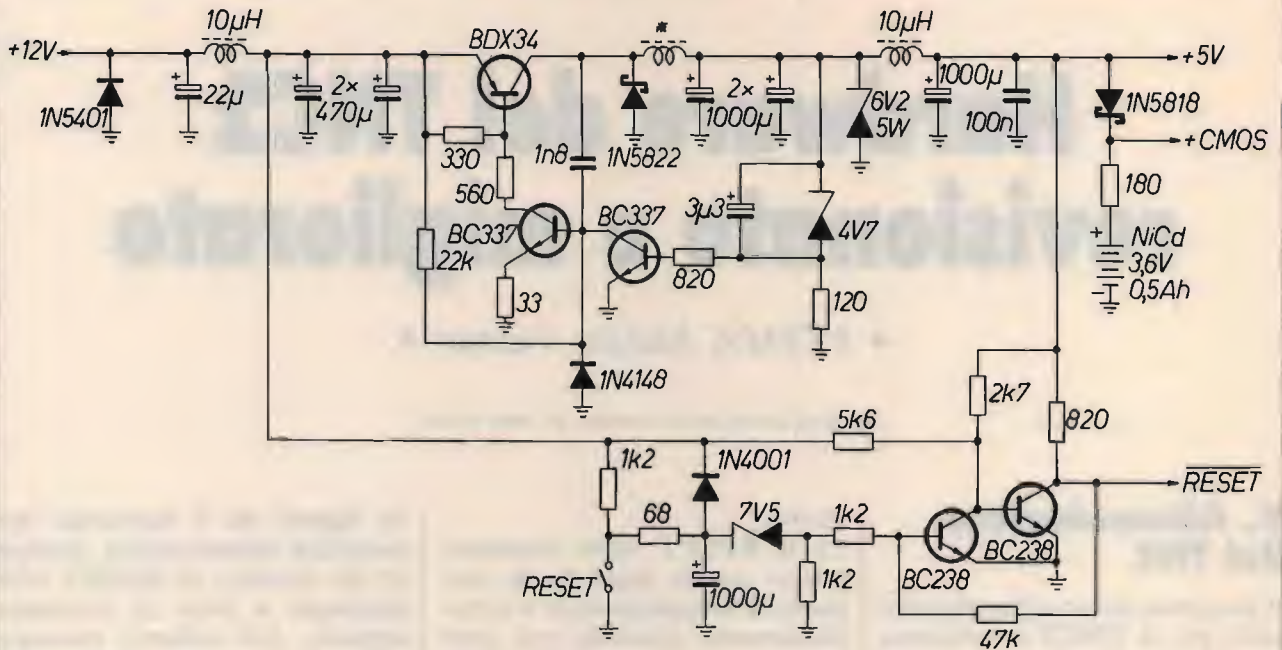 10µH
BDX34
*
10µH
+12V
+5V
1N5401
22µ
2×
470µ
330
560
1n8
1N5822
2×
1000µ
6V2
5W
1000µ
100n
1N5818
+CMOS
180
BC337
22k
33
BC337
820
3µ3
4V7
120
NiCd
3,6V
0,5Ah
1N4148
2k7
820
1k2
1N4001
5k6
68
7V5
1k2
RESET
RESET
1000µ
1k2
BC238
BC238
47k